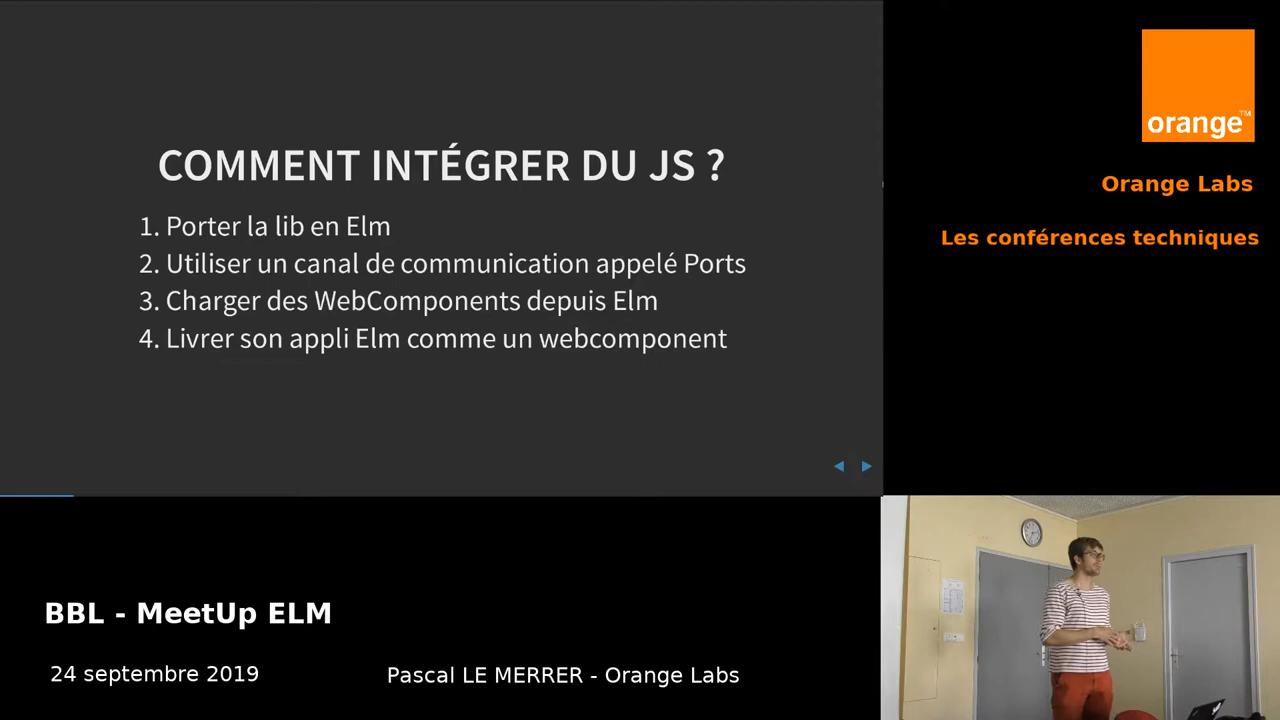 COMMENT INTÉGRER DU JS ?
1. Porter la lib en Elm
2. Utiliser un canal de communication appelé Ports
3. Charger des WebComponents depuis Elm
4. Livrer son appli Elm comme un webcomponent
orange™
Orange Labs
Les conférences techniques
BBL - MeetUp ELM
24 septembre 2019
Pascal LE MERRER - Orange Labs